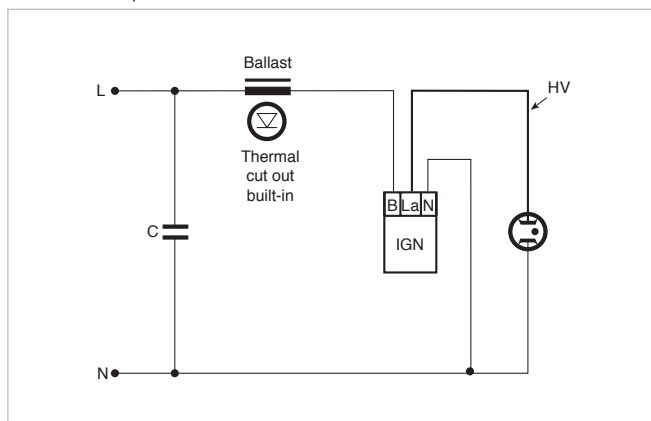 Ballast
L
HV
Thermal
cut out
built-in
B La N
C
IGN
N